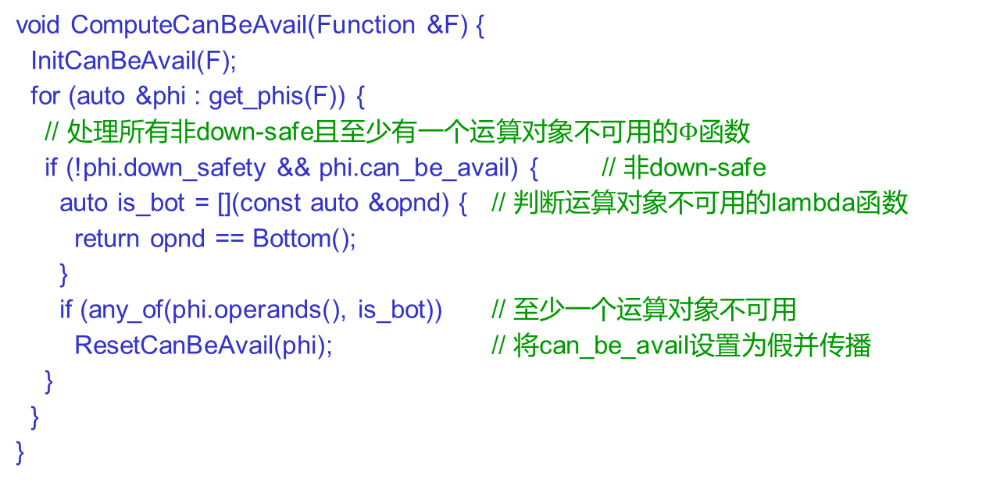 void ComputeCanBeAvail(Function &F) {
InitCanBeAvail(F);
for (auto &phi : get_phis(F)) {
// 处理所有非down-safe且至少有一个运算对象不可用的Φ函数
if (!phi.down_safety && phi.can_be_avail) { // 非down-safe
auto is_bot = [](const auto &opnd) { // 判断运算对象不可用的lambda函数
return opnd == Bottom();
}
if (any_of(phi.operands(), is_bot)) // 至少一个运算对象不可用
ResetCanBeAvail(phi); // 将can_be_avail设置为假并传播
}
}
}